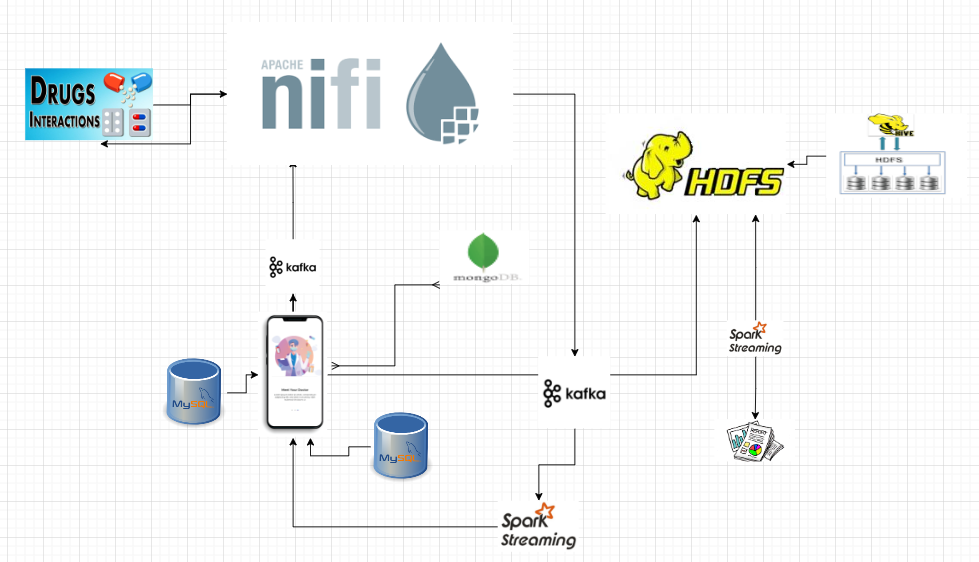 DRUGS
INTERACTIONS
APACHE
nifi
HDFS
HIVE
HDFS
kafka
mongoDB
Spark
Streaming
MySQL
Meet Your Doctor
kafka
MySQL
REPORT
Spark
Streaming